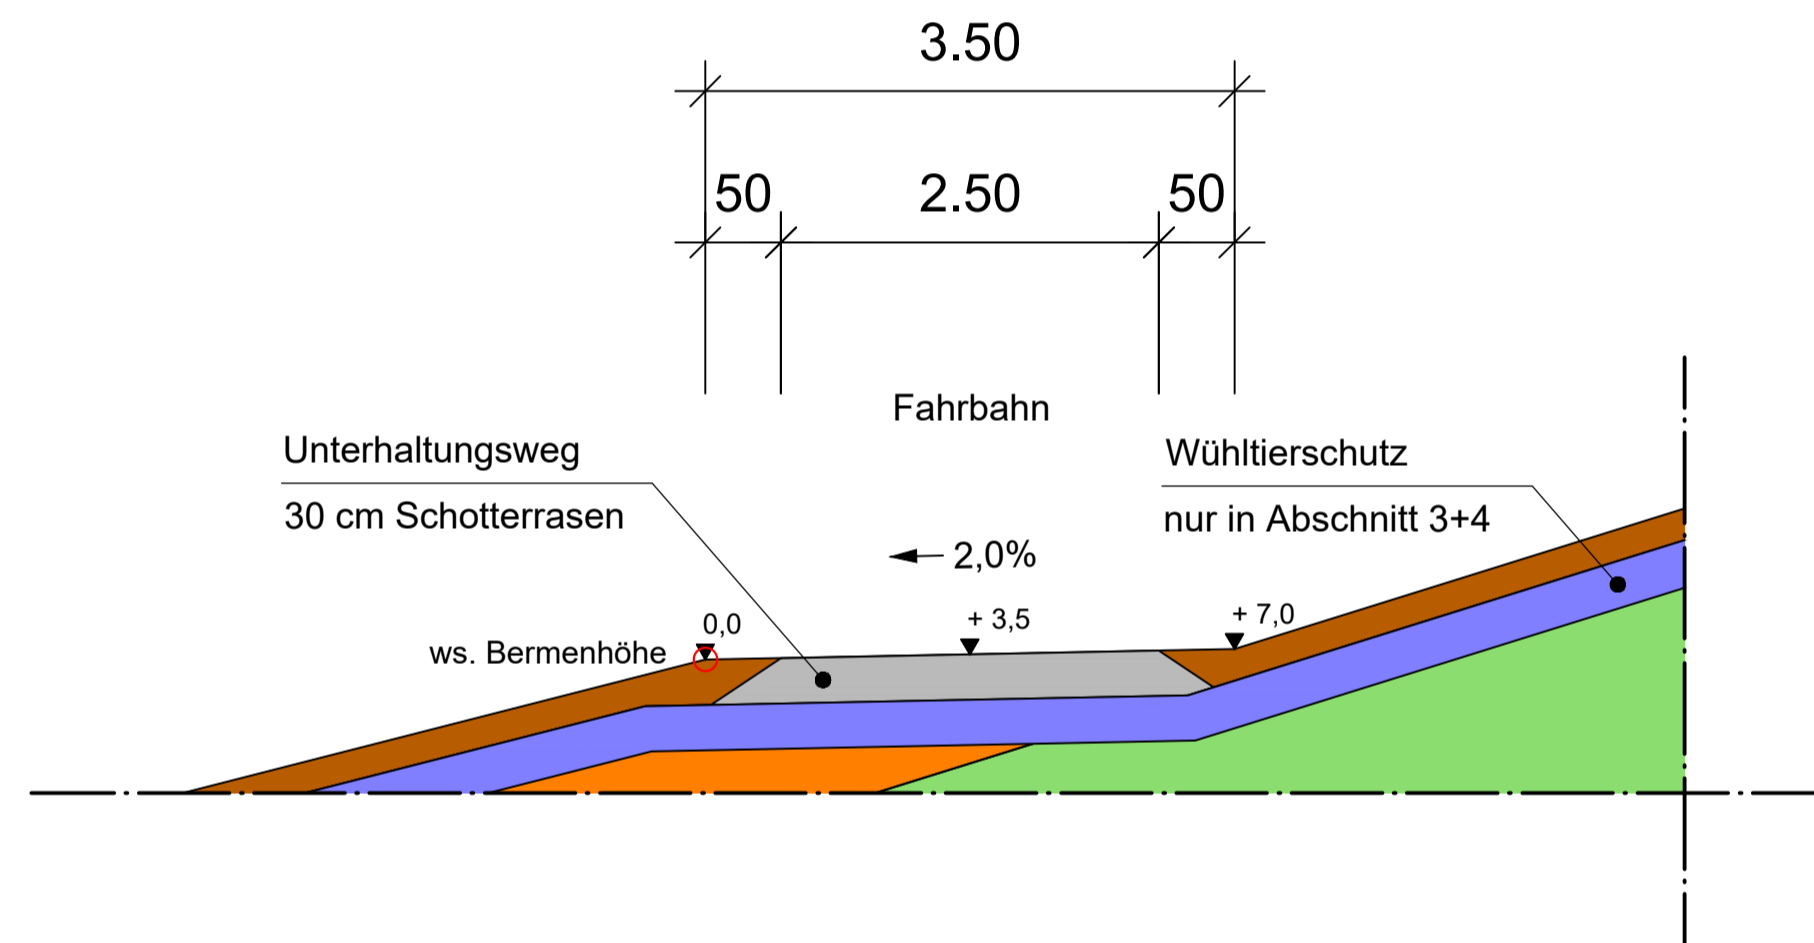 3.50
50 2.50 50
Fahrbahn
Unterhaltungsweg
30 cm Schotterrasen
Wühltierschutz
nur in Abschnitt 3+4
2,0%
0,0
+ 3,5
+ 7,0
ws. Bermenhöhe